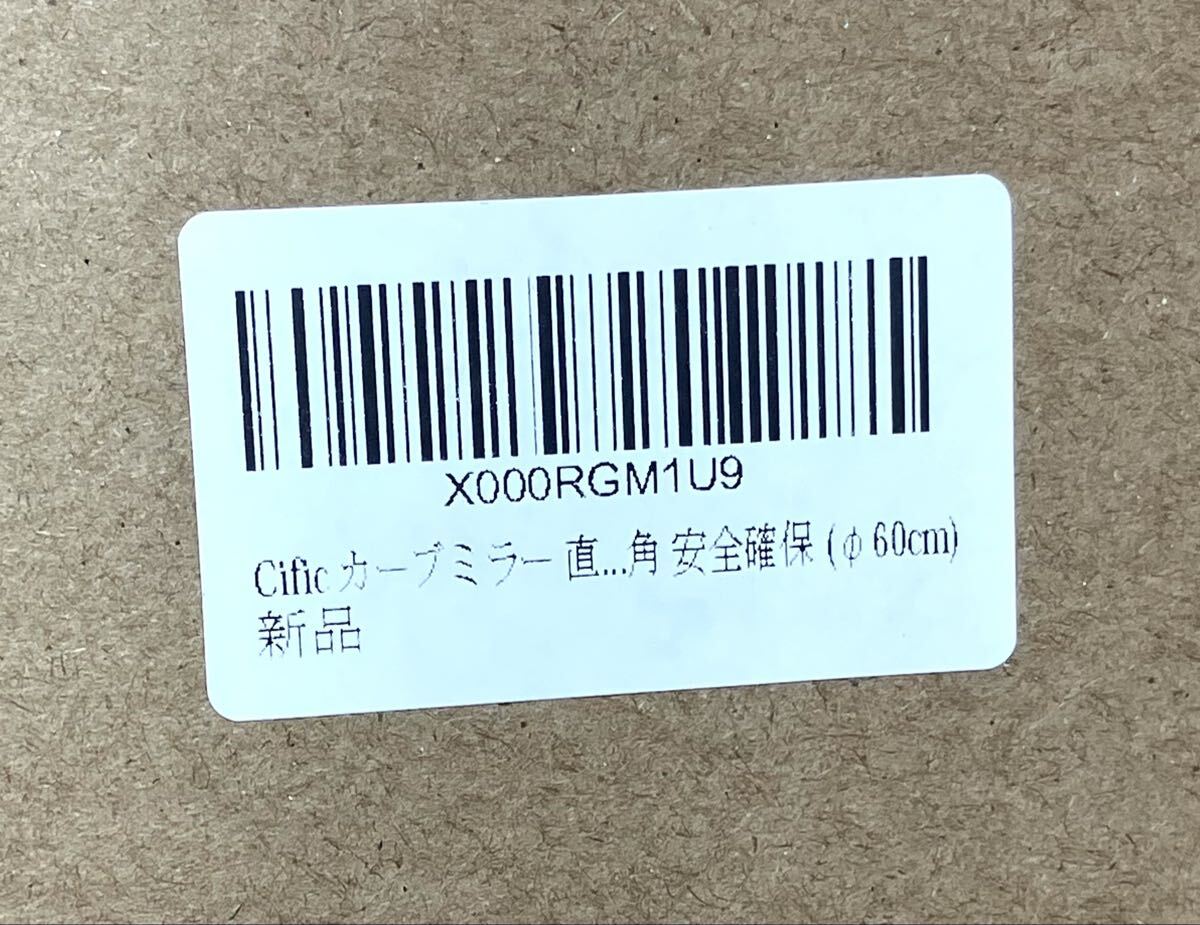 X000RGM1U9
Cific カーブミラー 直...角 安全確保 (φ 60cm)
新品